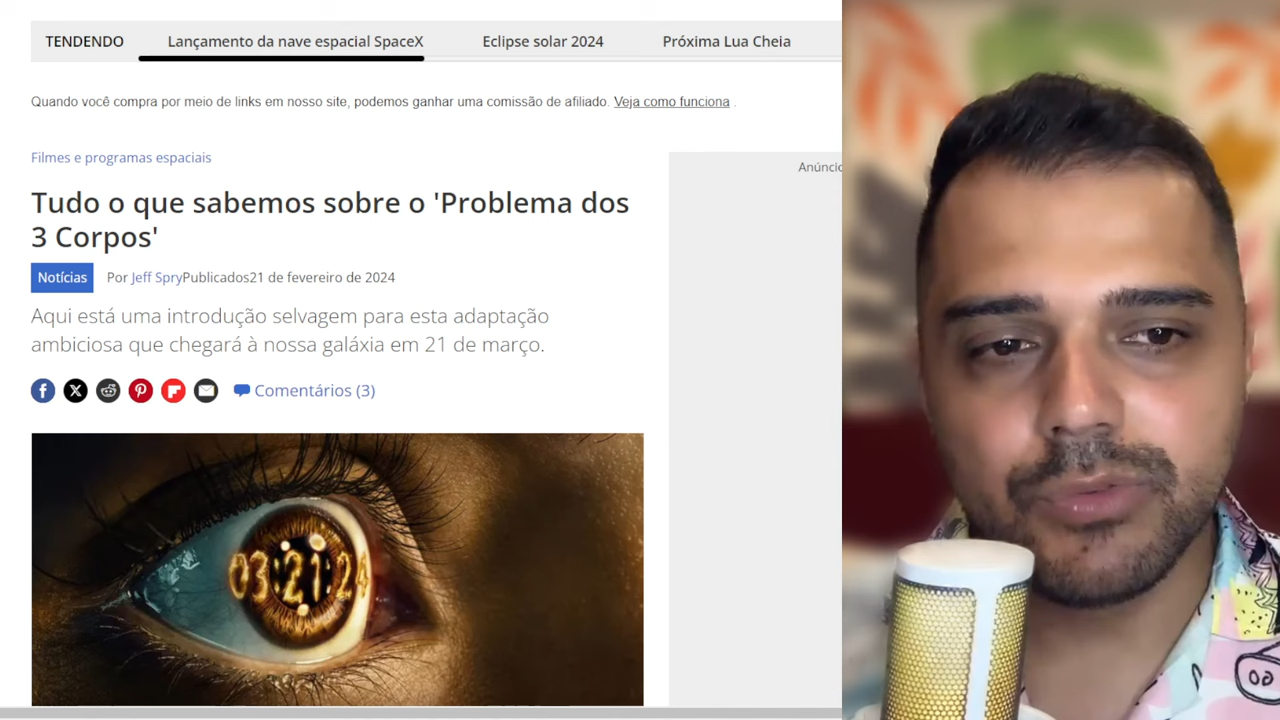 TENDENDO Lançamento da nave espacial SpaceX Eclipse solar 2024 Próxima Lua Cheia
Quando você compra por meio de links em nosso site, podemos ganhar uma comissão de afiliado. Veja como funciona .
Filmes e programas espaciais
Anúncio
Tudo o que sabemos sobre o 'Problema dos
3 Corpos'
Notícias Por Jeff SpryPublicados21 de fevereiro de 2024
Aqui está uma introdução selvagem para esta adaptação
ambiciosa que chegará à nossa galáxia em 21 de março.
Comentários (3)
03:21:24